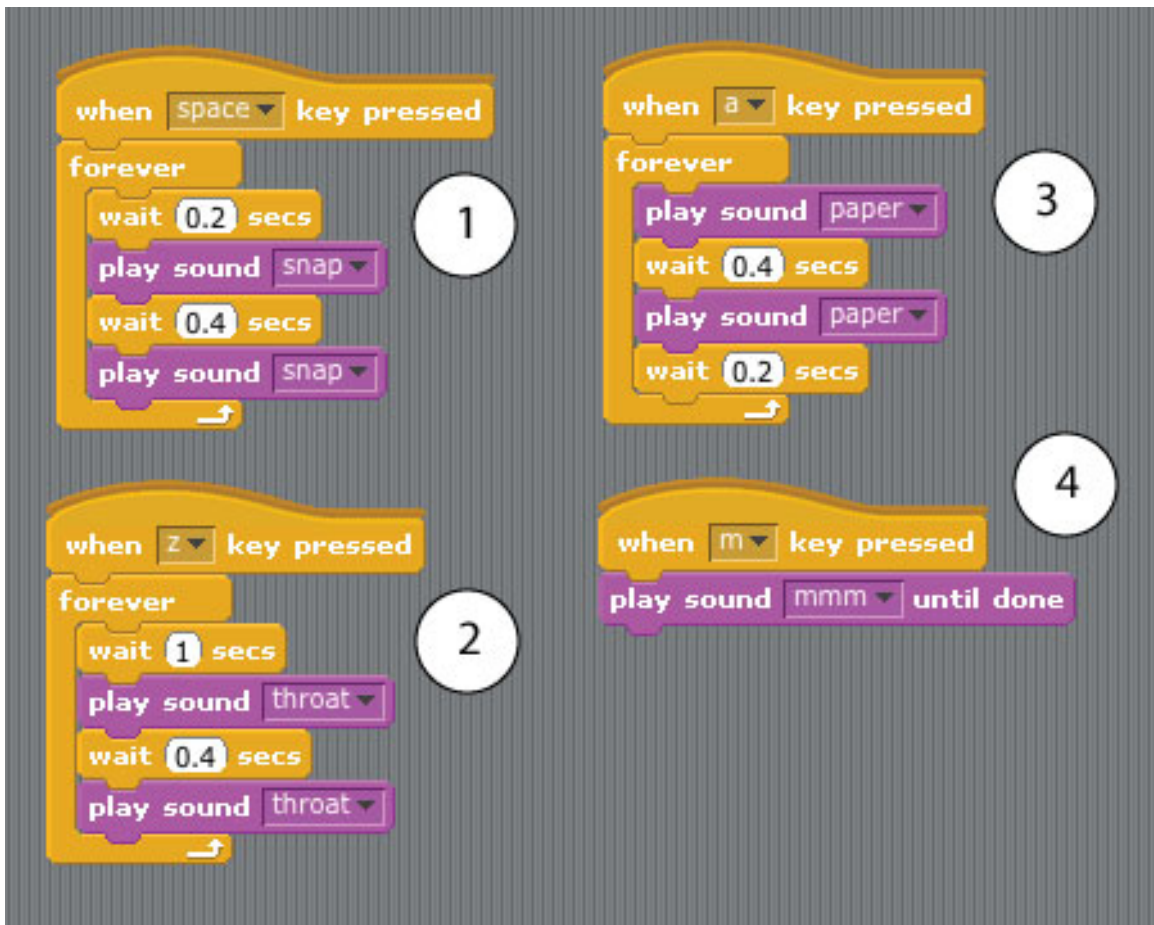 when space key pressed
forever
wait 0.2 secs
play sound snap
wait 0.4 secs
play sound snap
1
when z key pressed
forever
wait 1 secs
play sound throat
wait 0.4 secs
play sound throat
2
when a key pressed
forever
play sound paper
wait 0.4 secs
play sound paper
wait 0.2 secs
3
when m key pressed
play sound mmm until done
4